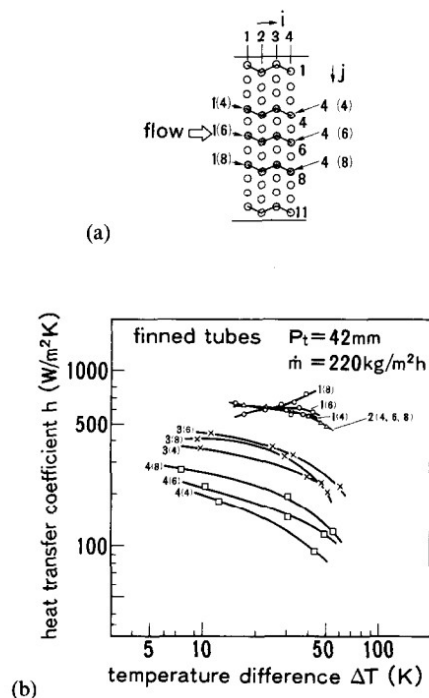 i
1 2 3 4
1
j
1(4) 4 (4)
4
flow 1(6) 4 (6)
6
1(8) 4 (8)
8
11
(a)
heat transfer coefficient h (W/m²K)
finned tubes Pt=42mm
ṁ = 220kg/m²h
1000
500
100
1(8)
1(6)
1(4)
2(4, 6, 8)
3(6)
3(8)
3(4)
4(8)
4(6)
4(4)
5 10 50 100
(b) temperature difference ΔT (K)